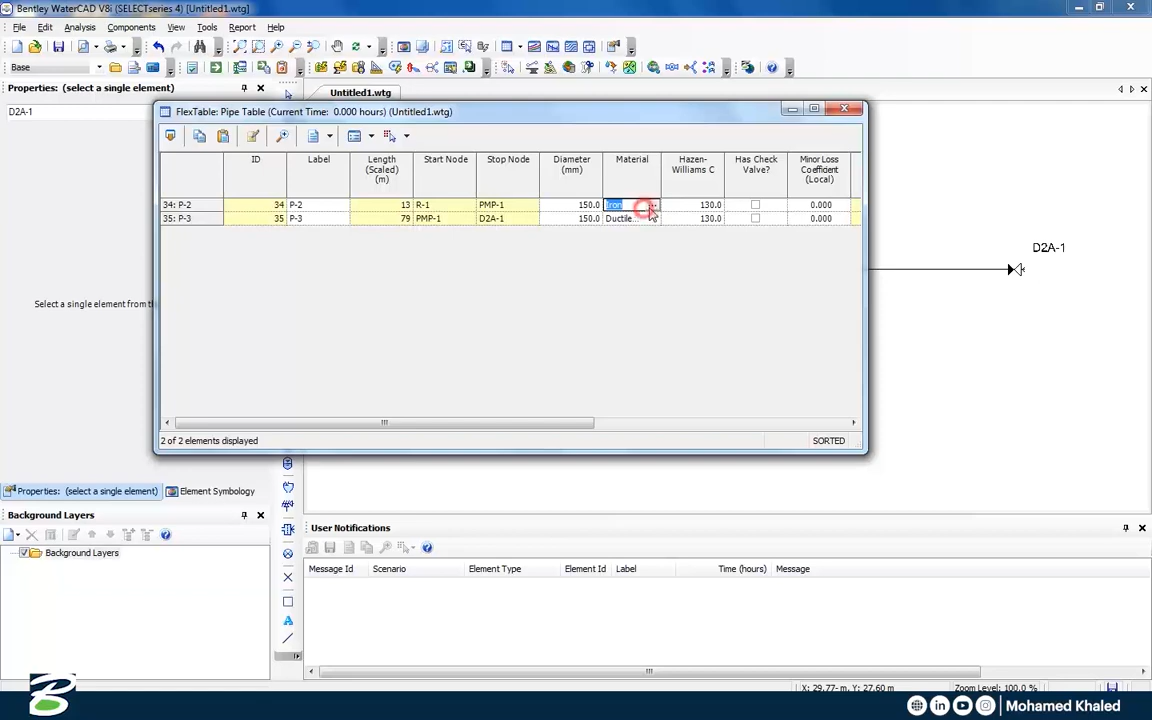 Bentley WaterCAD V8i (SELECTseries 4) [Untitled1.wtg]
File Edit Analysis Components View Tools Report Help
Base
Properties: (select a single element)
Untitled1.wtg
D2A-1
FlexTable: Pipe Table (Current Time: 0.000 hours) (Untitled1.wtg)
ID Label Length (Scaled) (m) Start Node Stop Node Diameter (mm) Material Hazen-Williams C Has Check Valve? Minor Loss Coefficient (Local)
34: P-2 34 P-2 13 R-1 PMP-1 150.0 Iron ... 130.0 0.000
35: P-3 35 P-3 79 PMP-1 D2A-1 150.0 Ductile... 130.0 0.000
D2A-1
Select a single element from th
2 of 2 elements displayed
SORTED
Properties: (select a single element) Element Symbology
Background Layers
Background Layers
User Notifications
Message Id Scenario Element Type Element Id Label Time (hours) Message
X: 29.77 m, Y: 27.60 m Zoom Level: 100.0 %
Mohamed Khaled